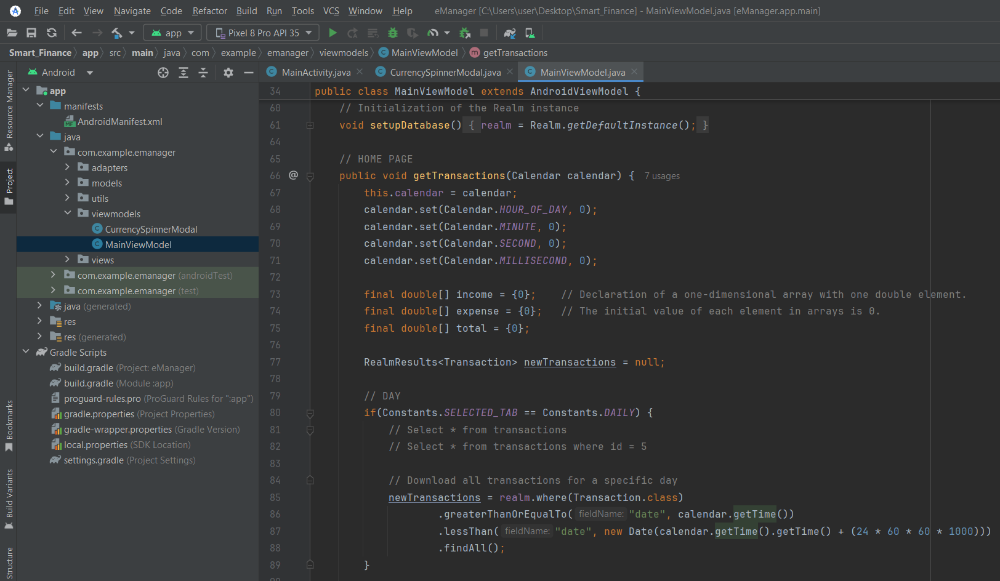 File Edit View Navigate Code Refactor Build Run Tools VCS Window Help eManager [C:\Users\user\Desktop\Smart_Finance] - MainViewModel.java [eManager.app.main]
app Pixel 8 Pro API 35
Smart_Finance app src main java com example emanager viewmodels MainViewModel getTransactions
Resource Manager
Project
Bookmarks
Build Variants
Structure
Android
app
manifests
AndroidManifest.xml
java
com.example.emanager
adapters
models
utils
viewmodels
CurrencySpinnerModal
MainViewModel
views
com.example.emanager (androidTest)
com.example.emanager (test)
java (generated)
res
res (generated)
Gradle Scripts
build.gradle (Project: eManager)
build.gradle (Module :app)
proguard-rules.pro (ProGuard Rules for ":app")
gradle.properties (Project Properties)
gradle-wrapper.properties (Gradle Version)
local.properties (SDK Location)
settings.gradle (Project Settings)
MainActivity.java CurrencySpinnerModal.java MainViewModel.java
34 public class MainViewModel extends AndroidViewModel {
60 // Initialization of the Realm instance
61 void setupDatabase() { realm = Realm.getDefaultInstance(); }
64
65 // HOME PAGE
66 @ public void getTransactions(Calendar calendar) { 7 usages
67 this.calendar = calendar;
68 calendar.set(Calendar.HOUR_OF_DAY, 0);
69 calendar.set(Calendar.MINUTE, 0);
70 calendar.set(Calendar.SECOND, 0);
71 calendar.set(Calendar.MILLISECOND, 0);
72
73 final double[] income = {0}; // Declaration of a one-dimensional array with one double element.
74 final double[] expense = {0}; // The initial value of each element in arrays is 0.
75 final double[] total = {0};
76
77 RealmResults<Transaction> newTransactions = null;
78
79 // DAY
80 if(Constants.SELECTED_TAB == Constants.DAILY) {
81 // Select * from transactions
82 // Select * from transactions where id = 5
83
84 // Download all transactions for a specific day
85 newTransactions = realm.where(Transaction.class)
86 .greaterThanOrEqualTo( fieldName: "date", calendar.getTime())
87 .lessThan( fieldName: "date", new Date(calendar.getTime().getTime() + (24 * 60 * 60 * 1000)))
88 .findAll();
89 }